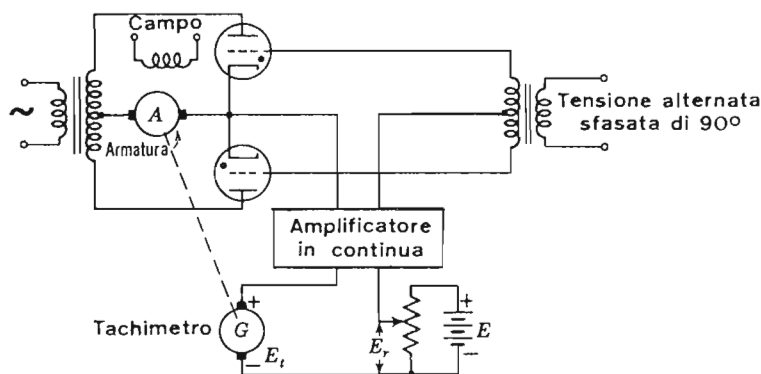 Campo
~
A
Armatura
Tensione alternata
sfasata di 90°
Amplificatore
in continua
+
Tachimetro
G
− E_t
E_r
+
E
−